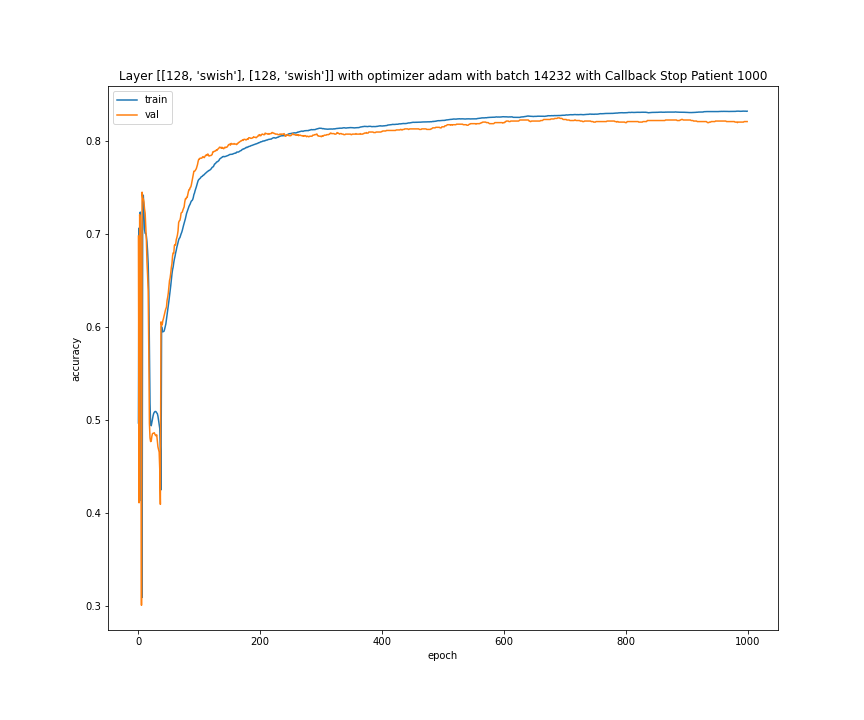 Layer [[128, 'swish'], [128, 'swish']] with optimizer adam with batch 14232 with Callback Stop Patient 1000
train
val
0.8
0.7
0.6
0.5
0.4
0.3
accuracy
0 200 400 600 800 1000
epoch